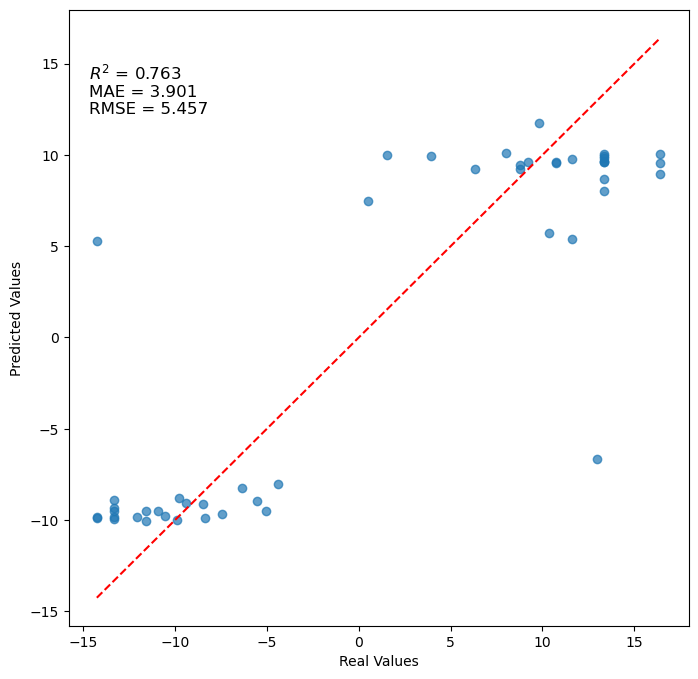 R² = 0.763
MAE = 3.901
RMSE = 5.457
15
10
5
0
−5
−10
−15
Predicted Values
−15 −10 −5 0 5 10 15
Real Values